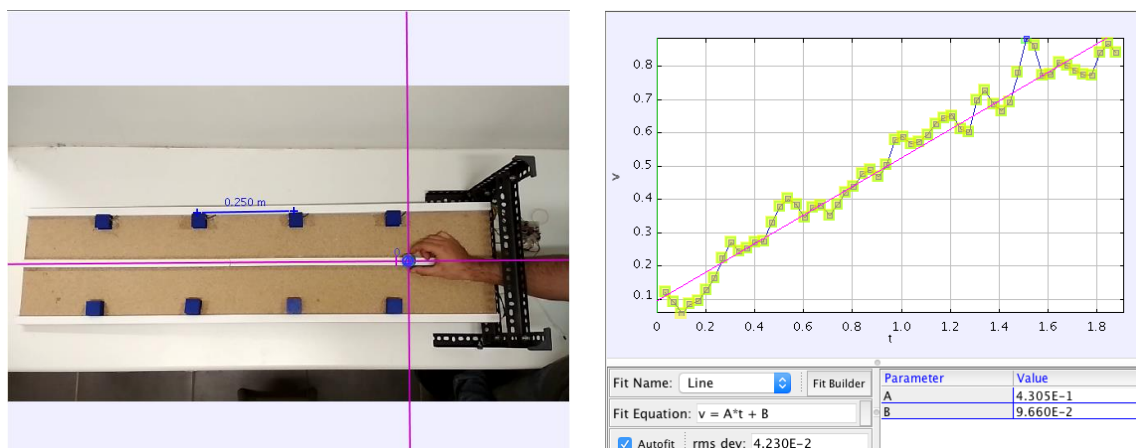 0.250 m
0
0.8
0.7
0.6
v
0.5
0.4
0.3
0.2
0.1
0 0.2 0.4 0.6 0.8 1.0 1.2 1.4 1.6 1.8
t
Fit Name: Line Fit Builder
Fit Equation: v = A*t + B
Autofit rms dev: 4.230E-2
Parameter Value
A 4.305E-1
B 9.660E-2